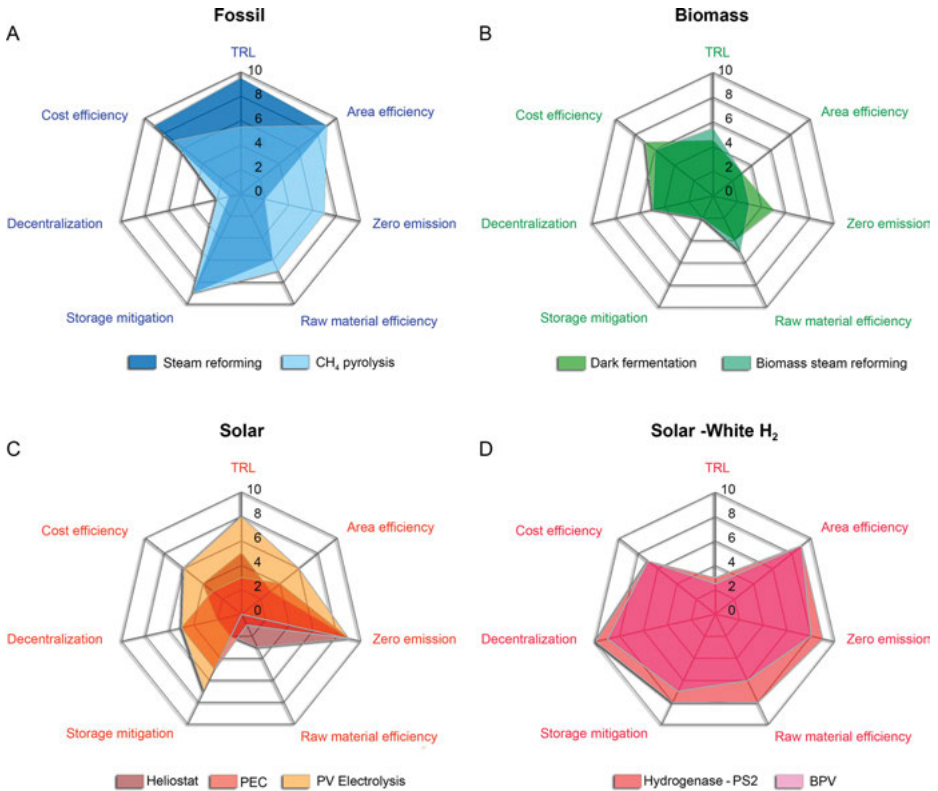 Fossil
A
TRL
10
8
6
4
2
0
Cost efficiency
Area efficiency
Decentralization
Zero emission
Storage mitigation
Raw material efficiency
Steam reforming
CH₄ pyrolysis
Biomass
B
TRL
10
8
6
4
2
0
Cost efficiency
Area efficiency
Decentralization
Zero emission
Storage mitigation
Raw material efficiency
Dark fermentation
Biomass steam reforming
Solar
C
TRL
10
8
6
4
2
0
Cost efficiency
Area efficiency
Decentralization
Zero emission
Storage mitigation
Raw material efficiency
Heliostat
PEC
PV Electrolysis
Solar -White H₂
D
TRL
10
8
6
4
2
0
Cost efficiency
Area efficiency
Decentralization
Zero emission
Storage mitigation
Raw material efficiency
Hydrogenase - PS2
BPV